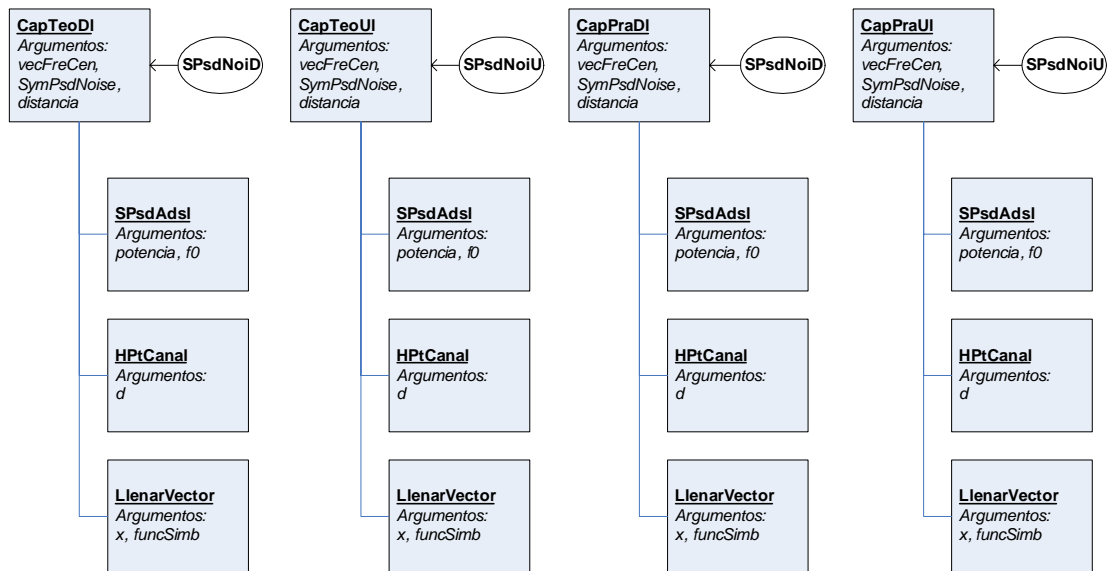 CapTeoDl
Argumentos:
vecFreCen,
SymPsdNoise,
distancia
SPsdNoiD
CapTeoUl
Argumentos:
vecFreCen,
SymPsdNoise,
distancia
SPsdNoiU
CapPraDl
Argumentos:
vecFreCen,
SymPsdNoise,
distancia
SPsdNoiD
CapPraUl
Argumentos:
vecFreCen,
SymPsdNoise,
distancia
SPsdNoiU
SPsdAdsl
Argumentos:
potencia, f0
SPsdAdsl
Argumentos:
potencia, f0
SPsdAdsl
Argumentos:
potencia, f0
SPsdAdsl
Argumentos:
potencia, f0
HPtCanal
Argumentos:
d
HPtCanal
Argumentos:
d
HPtCanal
Argumentos:
d
HPtCanal
Argumentos:
d
LlenarVector
Argumentos:
x, funcSimb
LlenarVector
Argumentos:
x, funcSimb
LlenarVector
Argumentos:
x, funcSimb
LlenarVector
Argumentos:
x, funcSimb